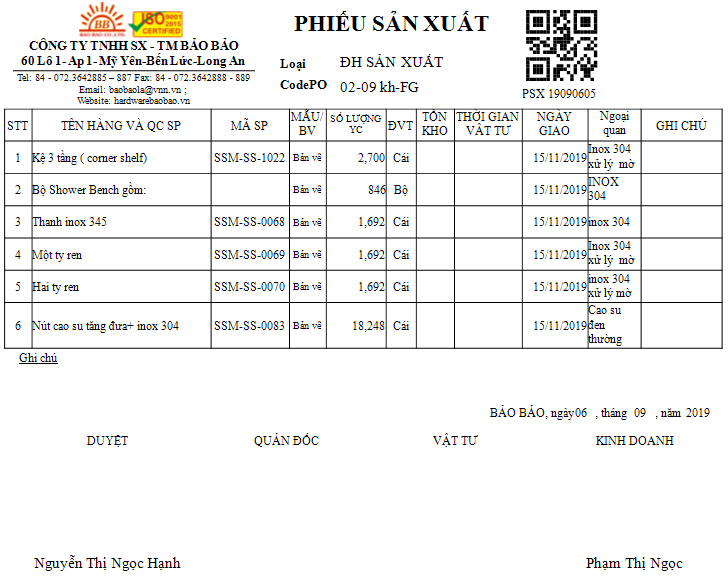 BB
BAO BAO CO.,LTD
ISO 9001
2015
CERTIFIED
CÔNG TY TNHH SX - TM BẢO BẢO
60 Lô 1- Ap 1- Mỹ Yên-Bến Lức-Long An
Tel: 84 - 072.3642885 – 887 Fax: 84 - 072.3642888 - 889
Email: baobaola@vnn.vn ;
Website: hardwarebaobao.vn
PHIẾU SẢN XUẤT
Loại ĐH SẢN XUẤT
CodePO 02-09 kh-FG
PSX 19090605
STT TÊN HÀNG VÀ QC SP MÃ SP MẪU/ BV SỐ LƯỢNG YC ĐVT TỒN KHO THỜI GIAN VẬT TƯ NGÀY GIAO Ngoại quan GHI CHÚ
1 Kệ 3 tầng ( corner shelf) SSM-SS-1022 Bản vẽ 2,700 Cái 15/11/2019 Inox 304 xử lý mờ
2 Bộ Shower Bench gồm: Bản vẽ 846 Bộ 15/11/2019 INOX 304
3 Thanh inox 345 SSM-SS-0068 Bản vẽ 1,692 Cái 15/11/2019 inox 304
4 Một ty ren SSM-SS-0069 Bản vẽ 1,692 Cái 15/11/2019 Inox 304 xử lý mờ
5 Hai ty ren SSM-SS-0070 Bản vẽ 1,692 Cái 15/11/2019 inox 304 xử lý mờ
6 Nút cao su tăng đưa+ inox 304 SSM-SS-0083 Bản vẽ 18,248 Cái 15/11/2019 Cao su đen thường
Ghi chú
BẢO BẢO, ngày 06 , tháng 09 , năm 2019
DUYỆT QUẢN ĐỐC VẬT TƯ KINH DOANH
Nguyễn Thị Ngọc Hạnh Phạm Thị Ngọc